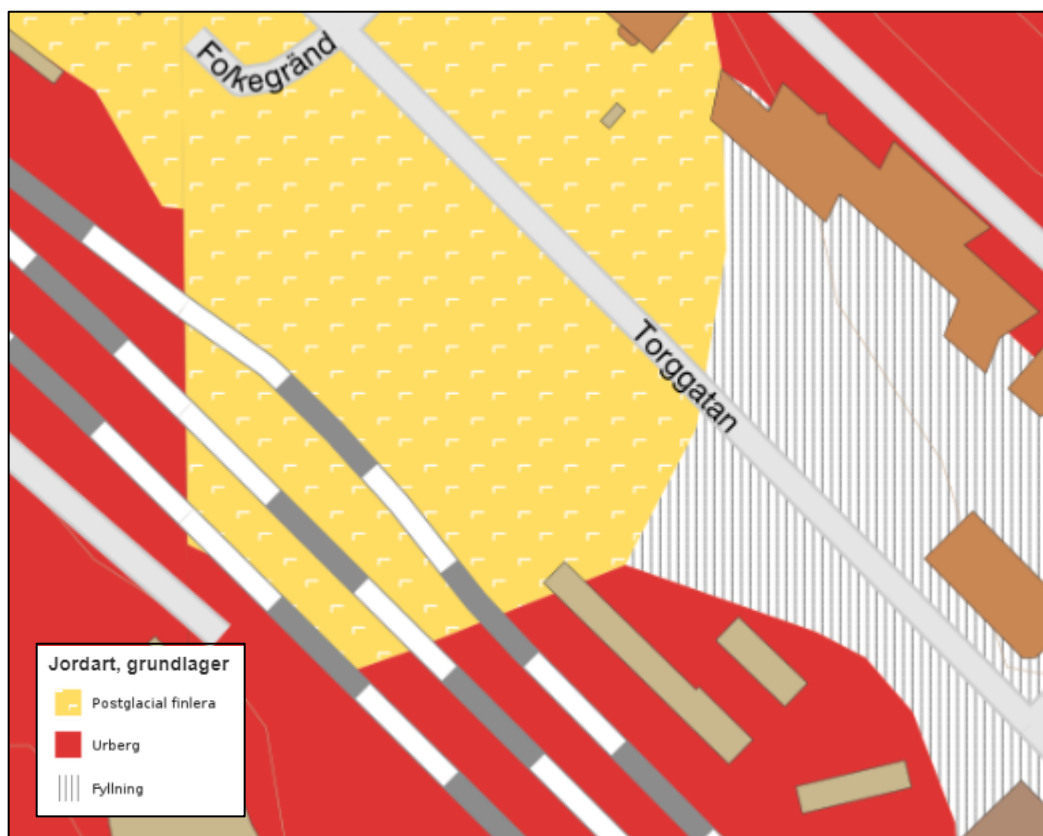 Folkegränd
Torggatan
Jordart, grundlager
Postglacial finlera
Urberg
Fyllning